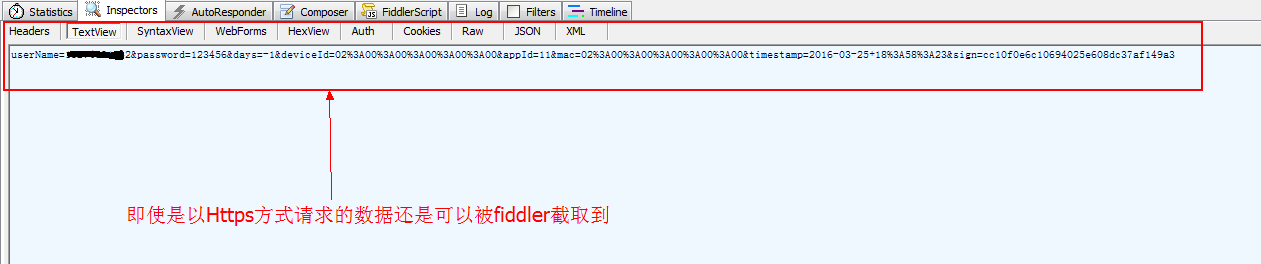 Statistics Inspectors AutoResponder Composer FiddlerScript Log Filters Timeline
Headers TextView SyntaxView WebForms HexView Auth Cookies Raw JSON XML
userName= 2&password=123456&days=-1&deviceId=02%3A00%3A00%3A00%3A00%3A00&appId=11&mac=02%3A00%3A00%3A00%3A00%3A00&timestamp=2016-03-25+18%3A58%3A23&sign=cc10f0e6c10694025e608dc37af149a3
即使是以Https方式请求的数据还是可以被fiddler截取到